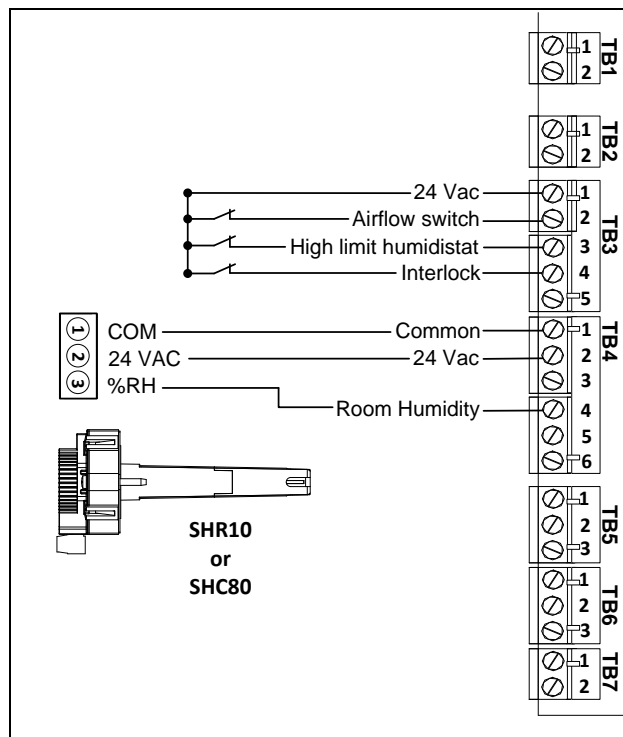 1
2
TB1
1
2
TB2
24 Vac 1
Airflow switch 2
High limit humidistat 3
Interlock 4
5
TB3
1 COM Common 1
2 24 VAC 24 Vac 2
3 %RH 3
Room Humidity 4
5
6
TB4
SHR10
or
SHC80
1
2
3
TB5
1
2
3
TB6
1
2
TB7